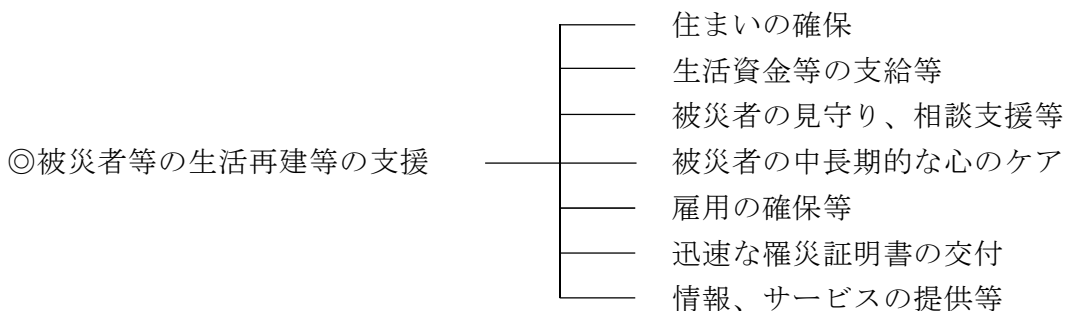 住まいの確保
生活資金等の支給等
被災者の見守り、相談支援等
◎被災者等の生活再建等の支援
被災者の中長期的な心のケア
雇用の確保等
迅速な罹災証明書の交付
情報、サービスの提供等